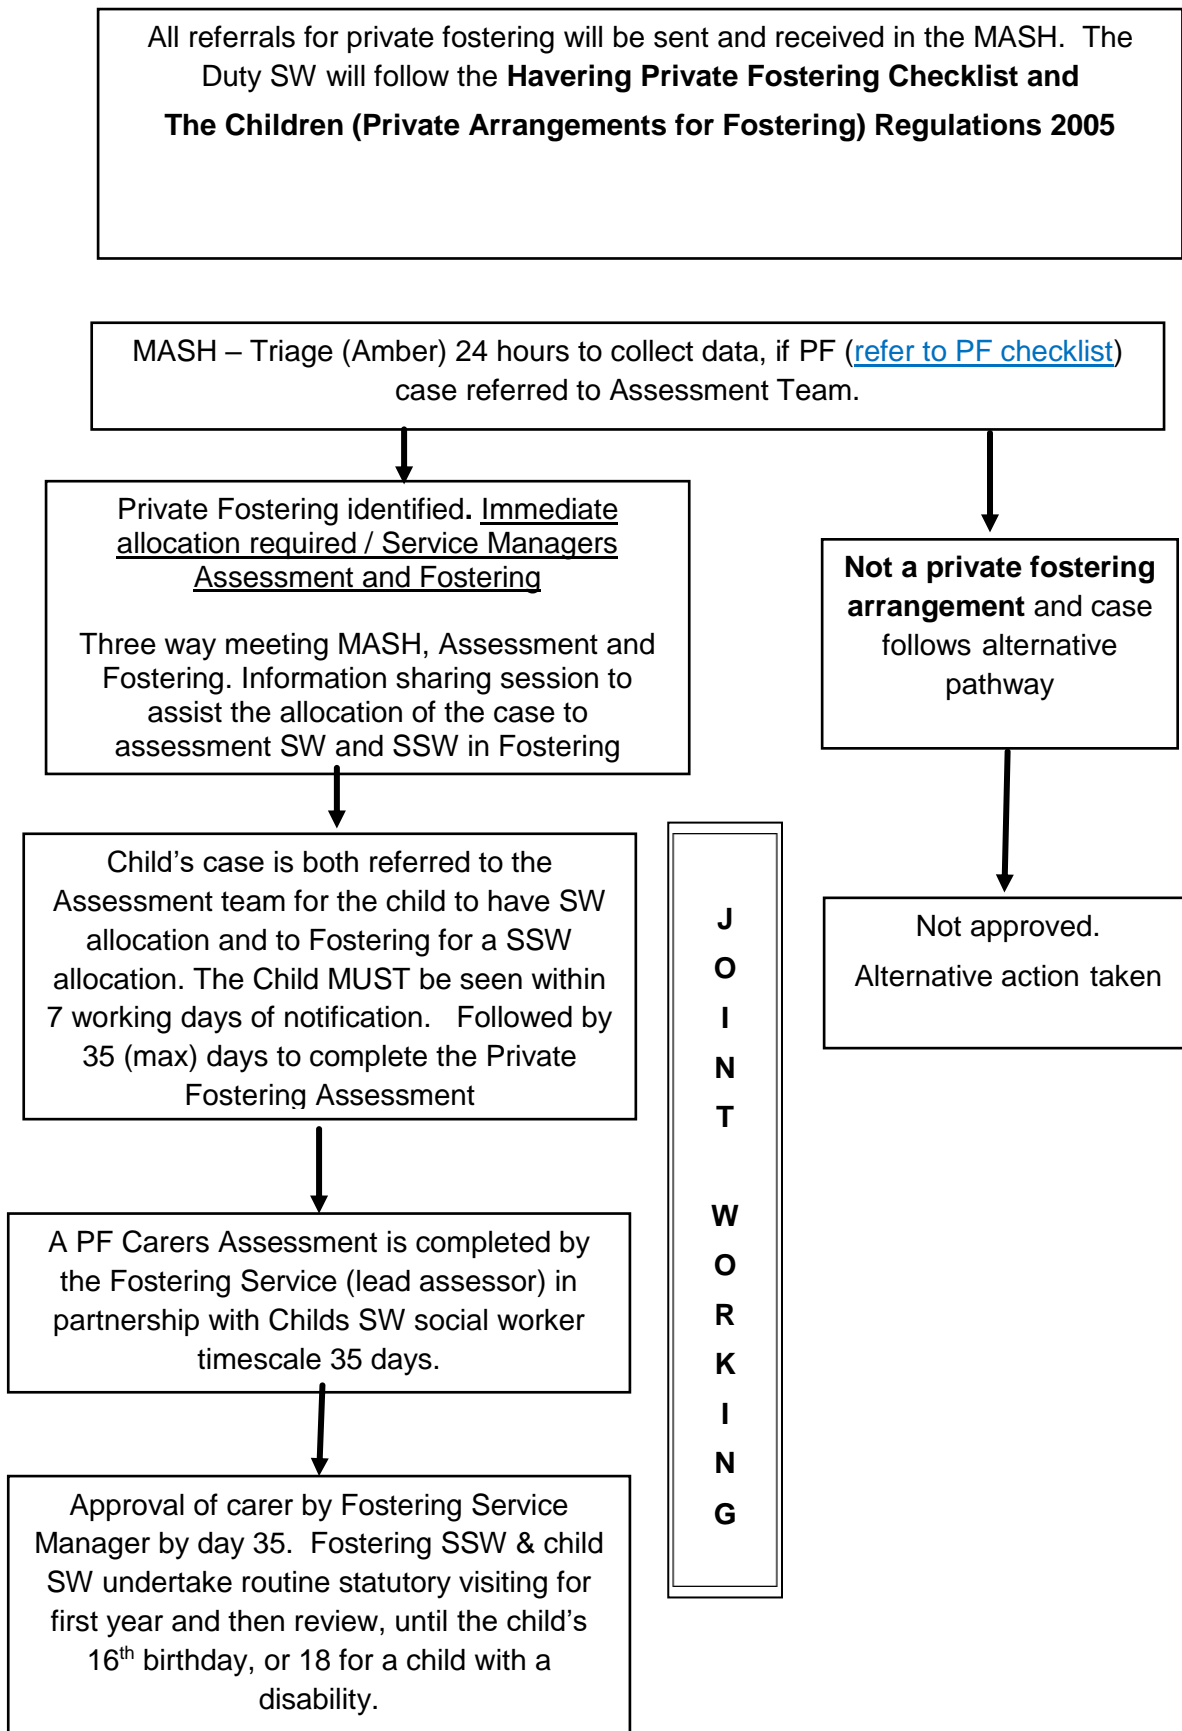 All referrals for private fostering will be sent and received in the MASH.  The
Duty SW will follow the Havering Private Fostering Checklist and
The Children (Private Arrangements for Fostering) Regulations 2005
MASH – Triage (Amber) 24 hours to collect data, if PF (refer to PF checklist)
case referred to Assessment Team.
Private Fostering identified. Immediate
allocation required / Service Managers
Assessment and Fostering
Three way meeting MASH, Assessment and
Fostering. Information sharing session to
assist the allocation of the case to
assessment SW and SSW in Fostering
Not a private fostering
arrangement and case
follows alternative
pathway
Child’s case is both referred to the
Assessment team for the child to have SW
allocation and to Fostering for a SSW
allocation. The Child MUST be seen within
7 working days of notification.   Followed by
35 (max) days to complete the Private
Fostering Assessment
J
O
I
N
T
W
O
R
K
I
N
G
Not approved.
Alternative action taken
A PF Carers Assessment is completed by
the Fostering Service (lead assessor) in
partnership with Childs SW social worker
timescale 35 days.
Approval of carer by Fostering Service
Manager by day 35.  Fostering SSW & child
SW undertake routine statutory visiting for
first year and then review, until the child’s
16th birthday, or 18 for a child with a
disability.